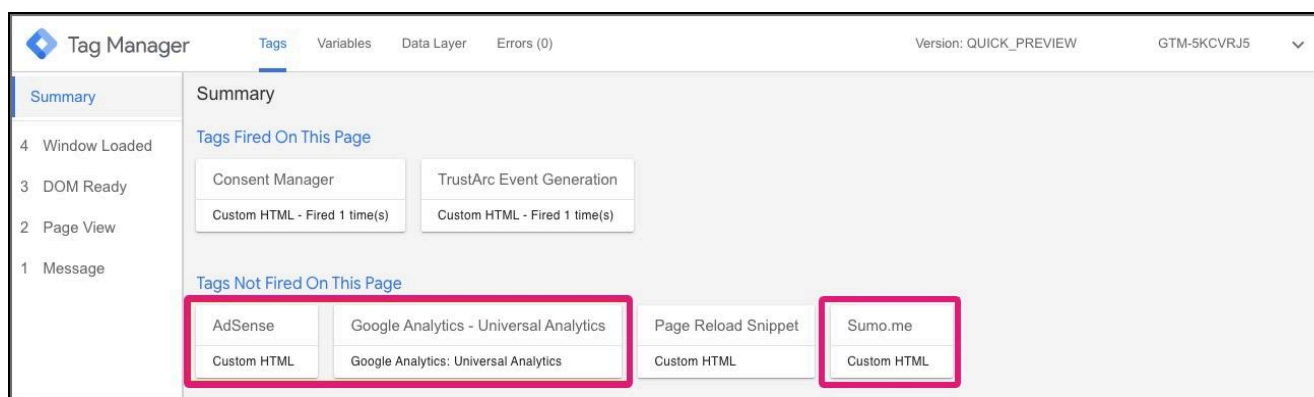 Tag Manager Tags Variables Data Layer Errors (0) Version: QUICK_PREVIEW GTM-5KCVRJ5
Summary
4 Window Loaded
3 DOM Ready
2 Page View
1 Message
Summary
Tags Fired On This Page
Consent Manager TrustArc Event Generation
Custom HTML - Fired 1 time(s) Custom HTML - Fired 1 time(s)
Tags Not Fired On This Page
AdSense Google Analytics - Universal Analytics Page Reload Snippet Sumo.me
Custom HTML Google Analytics: Universal Analytics Custom HTML Custom HTML